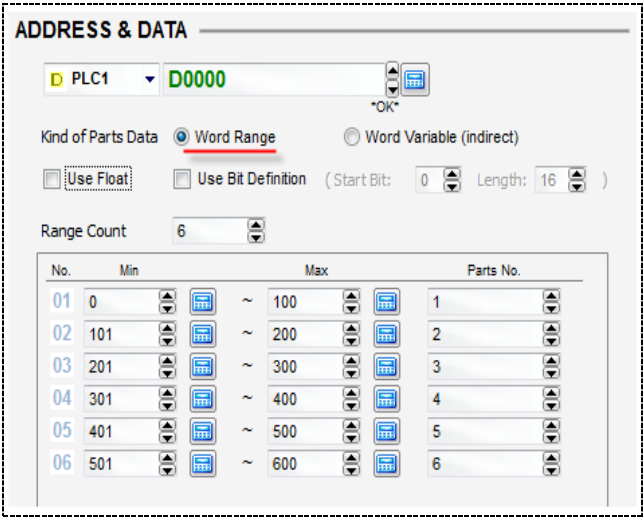 ADDRESS & DATA
D PLC1 D0000
*OK*
Kind of Parts Data Word Range Word Variable (indirect)
Use Float Use Bit Definition ( Start Bit: 0 Length: 16 )
Range Count 6
No. Min Max Parts No.
01 0 ~ 100 1
02 101 ~ 200 2
03 201 ~ 300 3
04 301 ~ 400 4
05 401 ~ 500 5
06 501 ~ 600 6